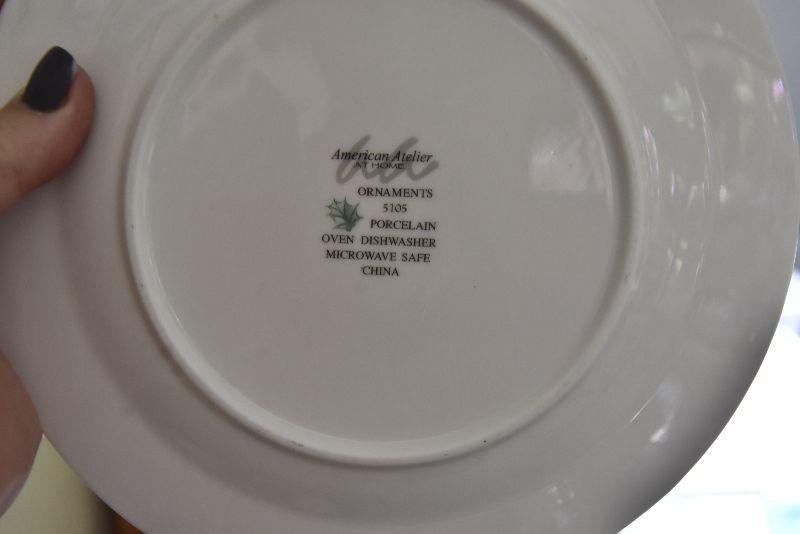 American Atelier
AT HOME
ORNAMENTS
5105
PORCELAIN
OVEN DISHWASHER
MICROWAVE SAFE
CHINA